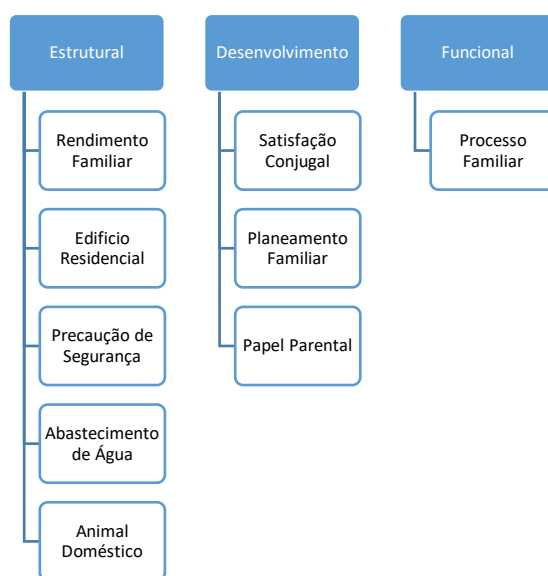 Estrutural
Rendimento
Familiar
Edificio
Residencial
Precaução de
Segurança
Abastecimento
de Água
Animal
Doméstico
Desenvolvimento
Satisfação
Conjugal
Planeamento
Familiar
Papel Parental
Funcional
Processo
Familiar